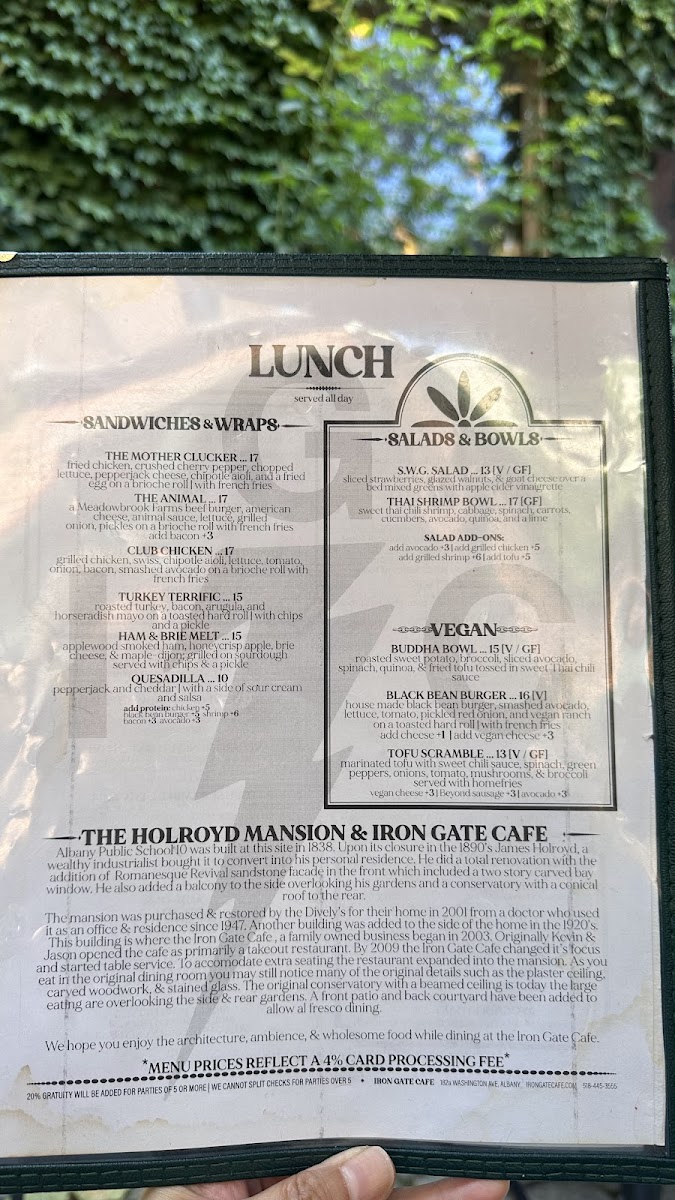 LUNCH
served all day
SANDWICHES & WRAPS
THE MOTHER CLUCKER ... 17
fried chicken, crushed cherry pepper, chopped
lettuce, pepperjack cheese, chipotle aioli, and a fried
egg on a brioche roll | with french fries
THE ANIMAL ... 17
a Meadowbrook Farms beef burger, american
cheese, animal sauce, lettuce, grilled
onion, pickles on a brioche roll with french fries
add bacon +3
CLUB CHICKEN ... 17
grilled chicken, swiss, chipotle aioli, lettuce, tomato,
onion, bacon, smashed avocado on a brioche roll with
french fries
TURKEY TERRIFIC ... 15
roasted turkey, bacon, arugula, and
horseradish mayo on a toasted hard roll | with chips
and a pickle
HAM & BRIE MELT ... 15
applewood smoked ham, honeycrisp apple, brie
cheese, & maple-dijon; grilled on sourdough
served with chips & a pickle
QUESADILLA ... 10
pepperjack and cheddar | with a side of sour cream
and salsa
add protein: chicken +5
black bean burger +3 shrimp +6
bacon +3 avocado +3
SALADS & BOWLS
S.W.G. SALAD ... 13 [V / GF]
sliced strawberries, glazed walnuts, & goat cheese over a
bed mixed greens with apple cider vinaigrette
THAI SHRIMP BOWL ... 17 [GF]
sweet thai chili shrimp, cabbage, spinach, carrots,
cucmbers, avocado, quinoa, and a lime
SALAD ADD-ONS:
add avocado +3 | add grilled chicken +5
add grilled shrimp +6 | add tofu +5
VEGAN
BUDDHA BOWL ... 15 [V / GF]
roasted sweet potato, broccoli, sliced avocado,
spinach, quinoa, & fried tofu tossed in sweet Thai chili
sauce
BLACK BEAN BURGER ... 16 [V]
house made black bean burger, smashed avocado,
lettuce, tomato, pickled red onion, and vegan ranch
on a toasted hard roll | with french fries
add cheese +1 | add vegan cheese +3
TOFU SCRAMBLE ... 13 [V / GF]
marinated tofu with sweet chili sauce, spinach, green
peppers, onions, tomato, mushrooms, & broccoli
served with homefries
vegan cheese +3 | Beyond sausage +3 | avocado +3
THE HOLROYD MANSION & IRON GATE CAFE
Albany Public School 10 was built at this site in 1838. Upon its closure in the 1890's James Holroyd, a
wealthy industrialist bought it to convert into his personal residence. He did a total renovation with the
addition of Romanesque Revival sandstone facade in the front which included a two story carved bay
window. He also added a balcony to the side overlooking his gardens and a conservatory with a conical
roof to the rear.
The mansion was purchased & restored by the Dively's for their home in 2001 from a doctor who used
it as an office & residence since 1947. Another building was added to the side of the home in the 1920's.
This building is where the Iron Gate Cafe, a family owned business began in 2003. Originally Kevin &
Jason opened the cafe as primarily a takeout restaurant. By 2009 the Iron Gate Cafe changed it's focus
and started table service. To accomodate extra seating the restaurant expanded into the mansion. As you
eat in the original dining room you may still notice many of the original details such as the plaster ceiling,
carved woodwork, & stained glass. The original conservatory with a beamed ceiling is today the large
eating are overlooking the side & rear gardens. A front patio and back courtyard have been added to
allow al fresco dining.
We hope you enjoy the architecture, ambience, & wholesome food while dining at the Iron Gate Cafe.
*MENU PRICES REFLECT A 4% CARD PROCESSING FEE*
20% GRATUITY WILL BE ADDED FOR PARTIES OF 5 OR MORE | WE CANNOT SPLIT CHECKS FOR PARTIES OVER 5 • IRON GATE CAFE 182a WASHINGTON AVE, ALBANY IRONGATECAFE.COM 518-445-3555